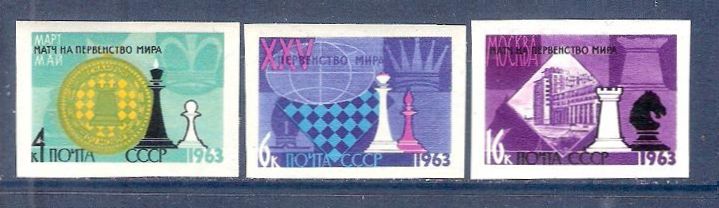 МАРТ
МАЙ
МАТЧ НА ПЕРВЕНСТВО МИРА
4 к ПОЧТА СССР 1963
XXV
ПЕРВЕНСТВО МИРА
6 к ПОЧТА СССР 1963
МОСКВА
МАТЧ НА ПЕРВЕНСТВО МИРА
16 к ПОЧТА СССР 1963